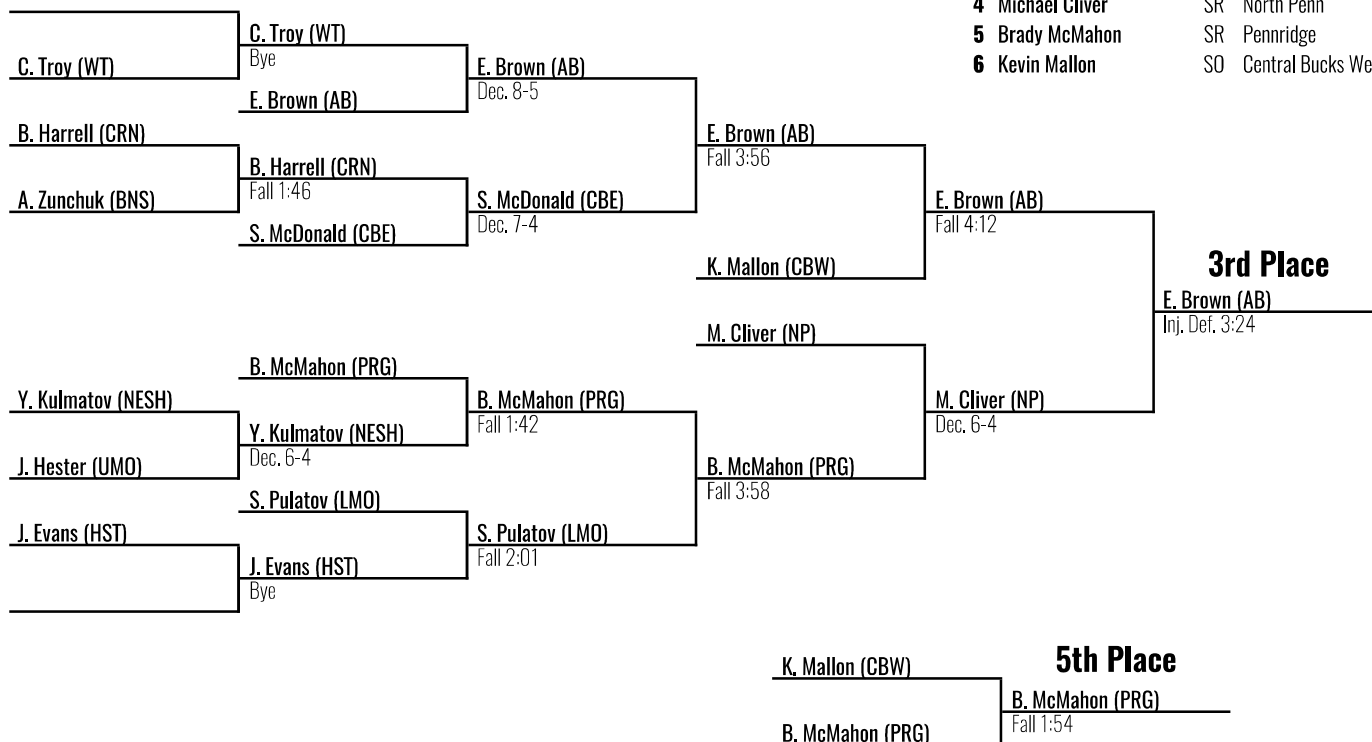 4 Michael Cliver SR North Penn
5 Brady McMahon SR Pennridge
6 Kevin Mallon SO Central Bucks We
C. Troy (WT)
C. Troy (WT)
Bye
E. Brown (AB)
E. Brown (AB)
Dec. 8-5
B. Harrell (CRN)
A. Zunchuk (BNS)
B. Harrell (CRN)
Fall 1:46
S. McDonald (CBE)
S. McDonald (CBE)
Dec. 7-4
E. Brown (AB)
Fall 3:56
K. Mallon (CBW)
E. Brown (AB)
Fall 4:12
3rd Place
E. Brown (AB)
Inj. Def. 3:24
M. Cliver (NP)
M. Cliver (NP)
Dec. 6-4
B. McMahon (PRG)
Y. Kulmatov (NESH)
J. Hester (UMO)
Y. Kulmatov (NESH)
Dec. 6-4
B. McMahon (PRG)
Fall 1:42
B. McMahon (PRG)
Fall 3:58
S. Pulatov (LMO)
J. Evans (HST)
J. Evans (HST)
Bye
S. Pulatov (LMO)
Fall 2:01
5th Place
K. Mallon (CBW)
B. McMahon (PRG)
B. McMahon (PRG)
Fall 1:54